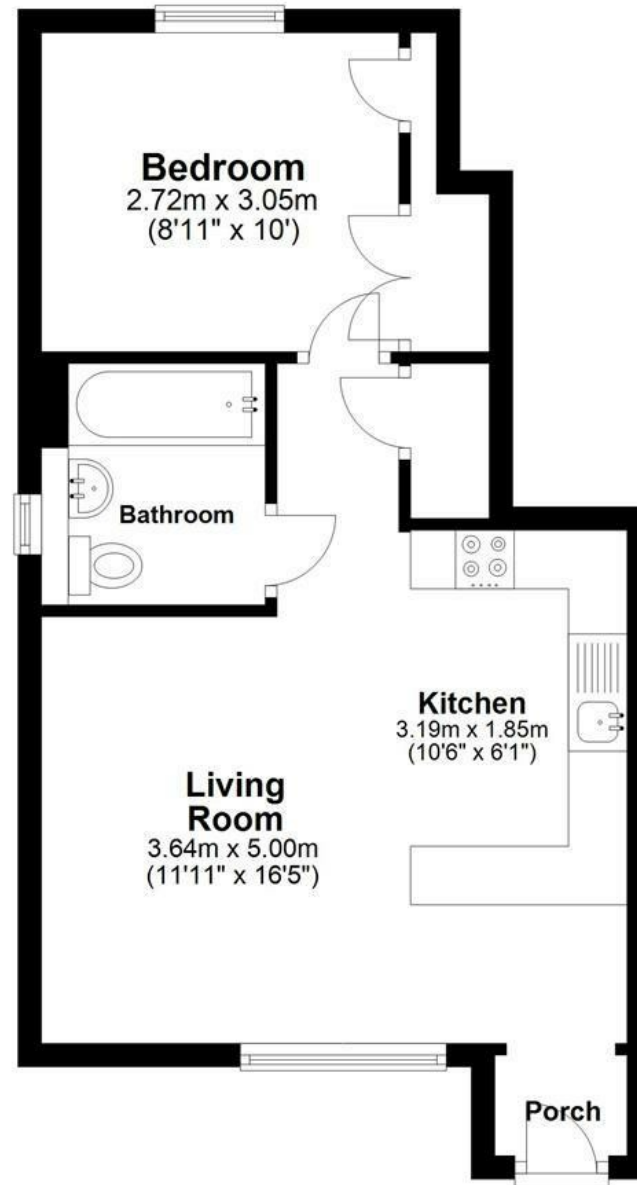 Bedroom
2.72m x 3.05m
(8'11" x 10')
Bathroom
Kitchen
3.19m x 1.85m
(10'6" x 6'1")
Living
Room
3.64m x 5.00m
(11'11" x 16'5")
Porch